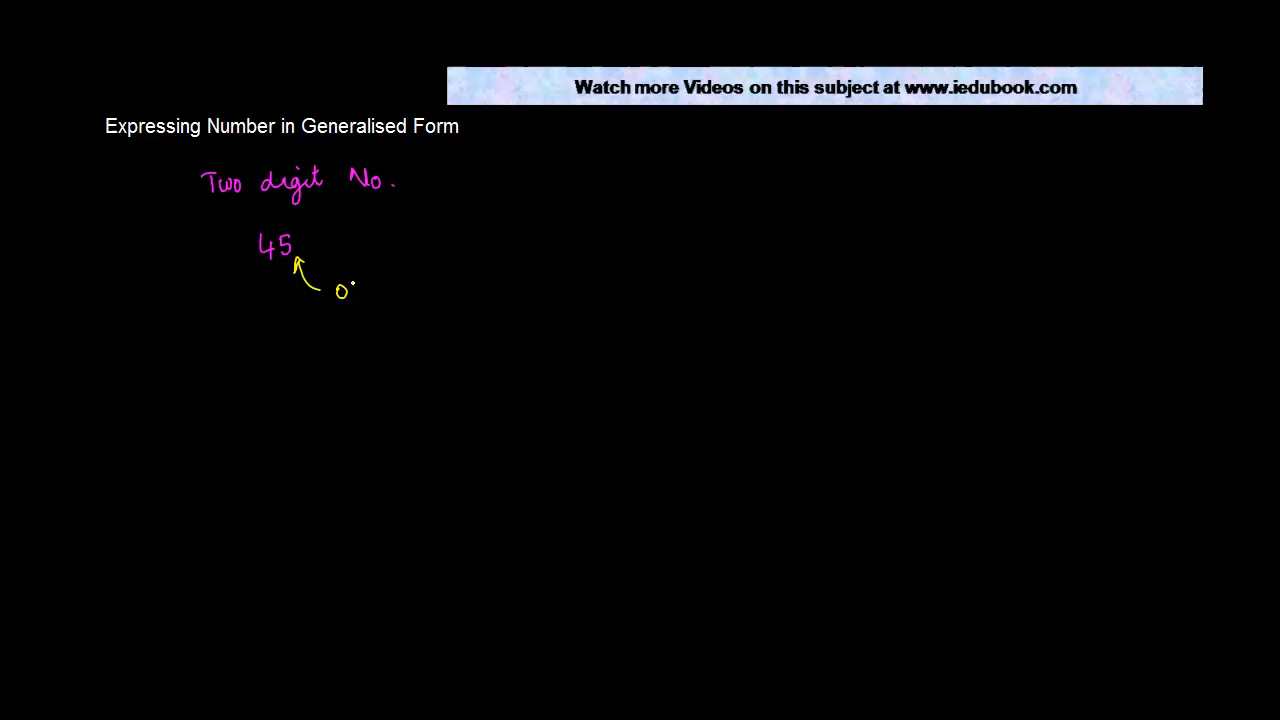 Watch more Videos on this subject at www.iedubook.com
Expressing Number in Generalised Form
Two digit No.
45
0